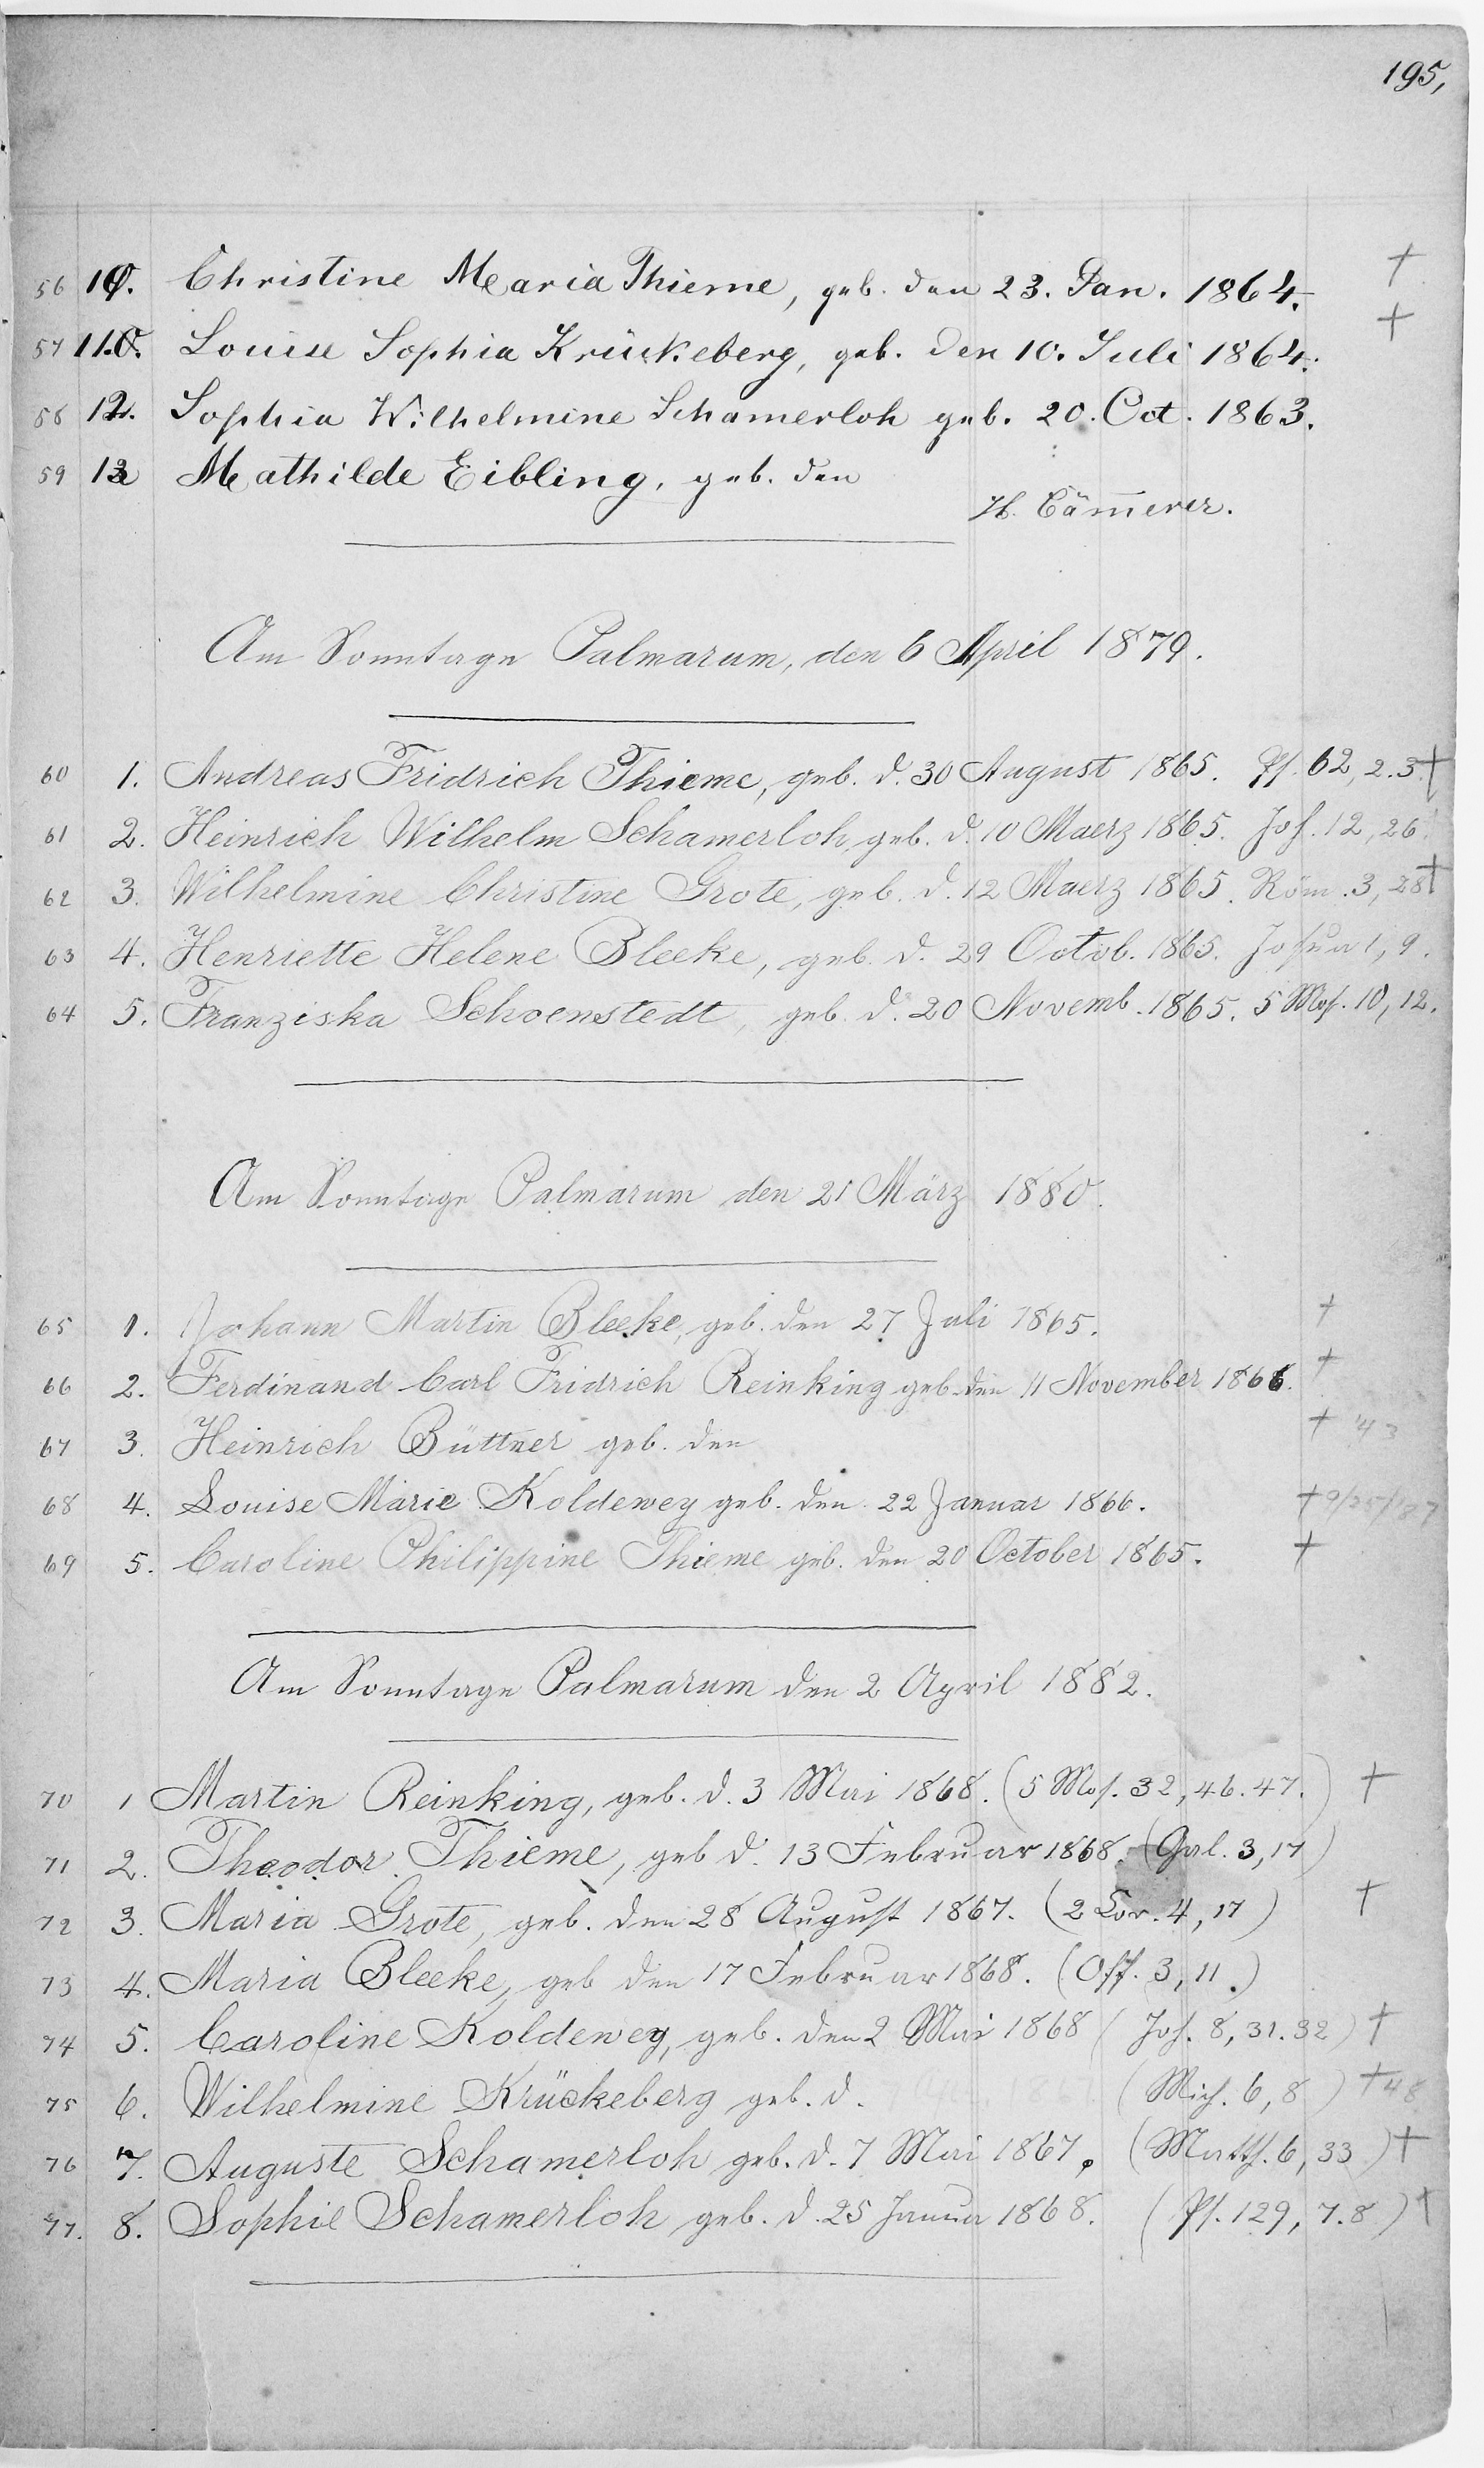 195,
56 10. Christine Maria Thieme, geb. den 23. Jan. 1864. †
57 11. Louise Sophia Krückeberg, geb. den 10. Juli 1864. †
58 12. Sophia Wilhelmine Schamerloh geb. 20. Oct. 1863.
59 13 Mathilde Eibling, geb. den
H. Cäm̄erer.
Am Sonntage Palmarum, den 6 April 1879.
60 1. Andreas Fridrich Thieme, geb. d. 30 August 1865. Ps. 62, 2.3. †
61 2. Heinrich Wilhelm Schamerloh, geb. d. 10 Maerz 1865. Joh. 12, 26.
62 3. Wilhelmine Christine Grote, geb. d. 12 Maerz 1865. Röm. 3, 28 †
63 4. Henriette Helene Bleeke, geb. d. 29 Octob. 1865. Josua 1, 9.
64 5. Franziska Schoenstedt, geb. d. 20 Novemb. 1865. 5 Mos. 10, 12.
Am Sonntage Palmarum den 21 März 1880.
65 1. Johann Martin Bleeke, geb. den 27 Juli 1865. †
66 2. Ferdinand Carl Fridrich Reinking geb. den 11 November 1866. †
67 3. Heinrich Büttner geb. den † '43
68 4. Louise Marie Koldewey geb. den 22 Januar 1866. † 9/25/
69 5. Caroline Philippine Thieme geb. den 20 October 1865. †
Am Sonntage Palmarum den 2 April 1882.
70 1 Martin Reinking, geb. d. 3 Mai 1868. (5 Mos. 32, 46. 47.) †
71 2. Theodor Thieme, geb d. 13 Februar 1868. (Gal. 3, 17)
72 3. Maria Grote, geb. den 28 August 1867. (2 Cor. 4, 17) †
73 4. Maria Bleeke, geb den 17 Februar 1868. (Off. 3, 11.)
74 5. Caroline Koldewey, geb. den 2 Mai 1868 (Joh. 8, 31. 32) †
75 6. Wilhelmine Krückeberg geb. d. (Mich. 6, 8) † 48
76 7. Auguste Schamerloh geb. d. 7 Mai 1867. (Matth. 6, 33) †
77. 8. Sophie Schamerloh geb. d. 25 Janua 1868. (Ps. 129, 7.8) †